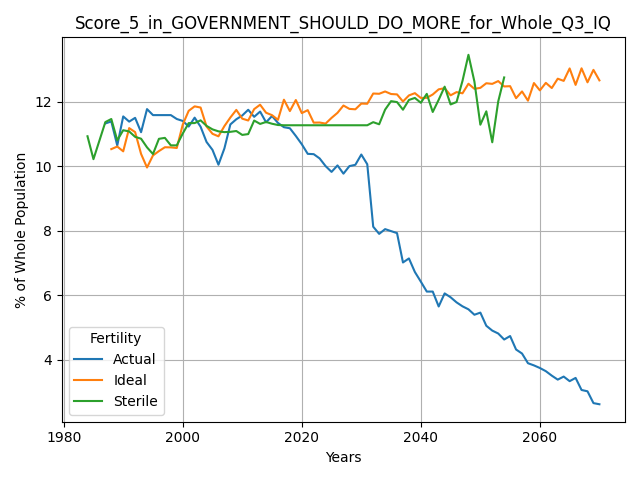 Score_5_in_GOVERNMENT_SHOULD_DO_MORE_for_Whole_Q3_IQ
% of Whole Population
12
10
8
6
4
Fertility
Actual
Ideal
Sterile
1980
2000
2020
2040
2060
Years